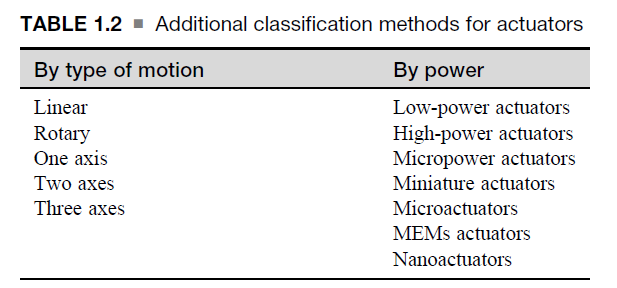 TABLE 1.2 ■ Additional classification methods for actuators
By type of motion By power
Linear Low-power actuators
Rotary High-power actuators
One axis Micropower actuators
Two axes Miniature actuators
Three axes Microactuators
MEMs actuators
Nanoactuators